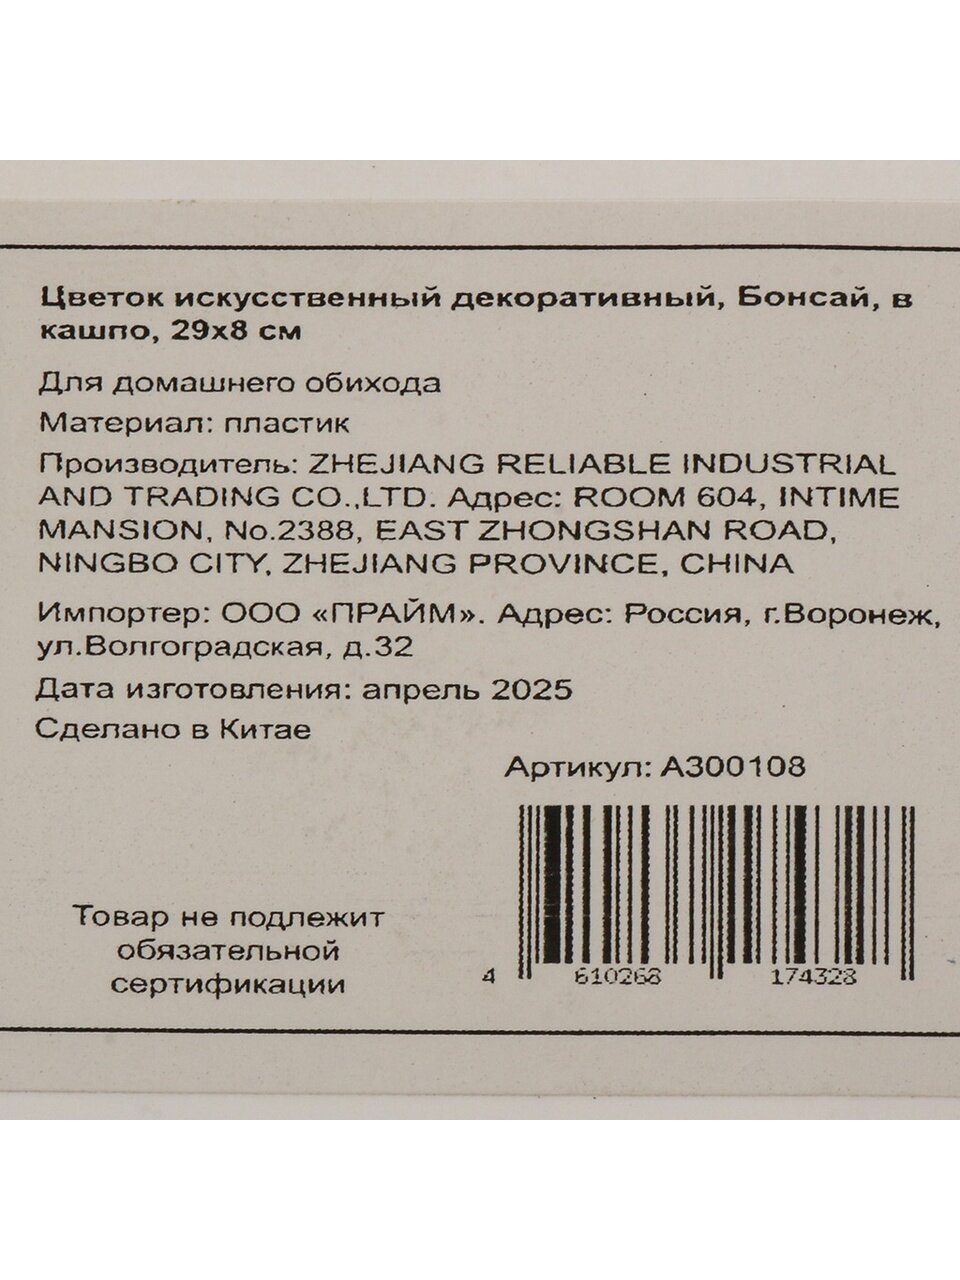 Цветок искусственный декоративный, Бонсай, в
кашпо, 29х8 см
Для домашнего обихода
Материал: пластик
Производитель: ZHEJIANG RELIABLE INDUSTRIAL
AND TRADING CO.,LTD. Адрес: ROOM 604, INTIME
MANSION, No.2388, EAST ZHONGSHAN ROAD,
NINGBO CITY, ZHEJIANG PROVINCE, CHINA
Импортер: ООО «ПРАЙМ». Адрес: Россия, г.Воронеж,
ул.Волгоградская, д.32
Дата изготовления: апрель 2025
Сделано в Китае
Артикул: А300108
Товар не подлежит
обязательной
сертификации
4 610268 174328